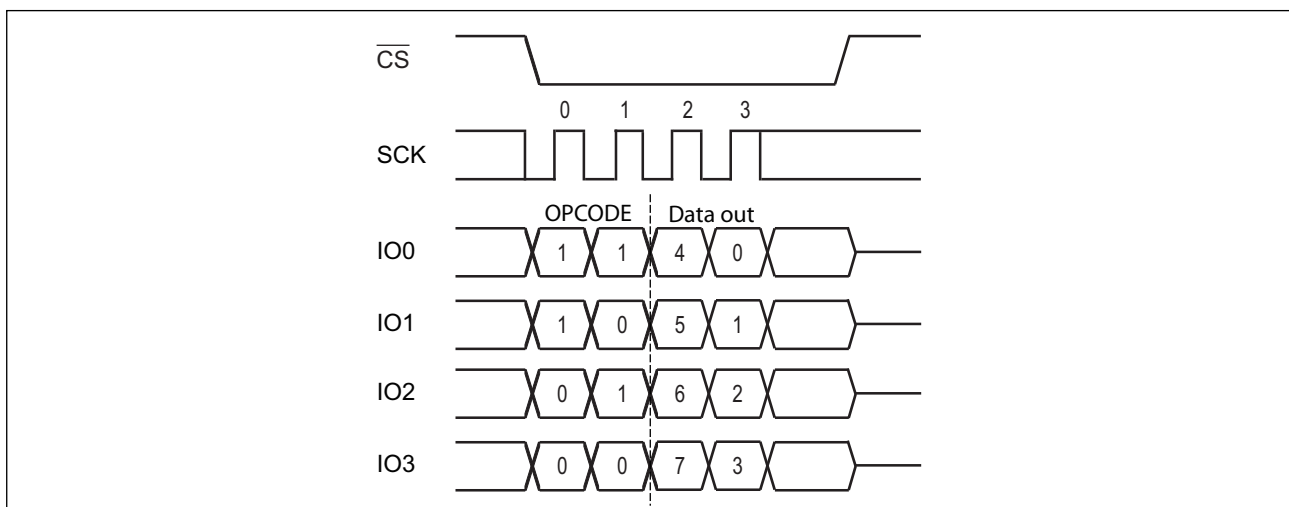 CS
0 1 2 3
SCK
OPCODE Data out
IO0 1 1 4 0
IO1 1 0 5 1
IO2 0 1 6 2
IO3 0 0 7 3